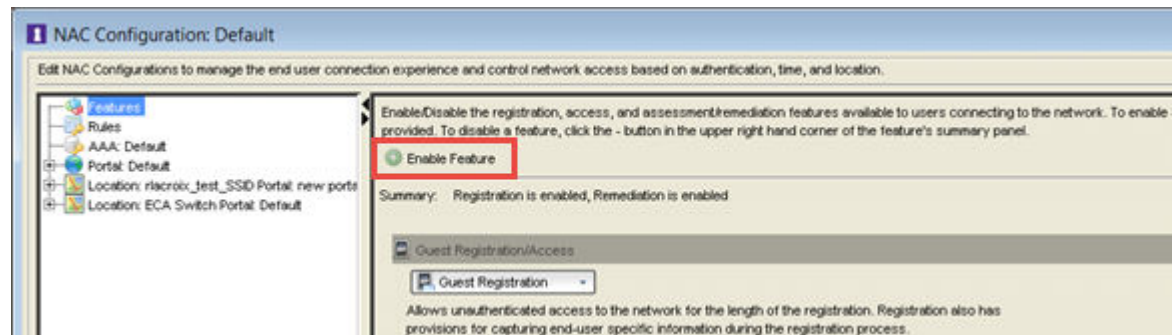 NAC Configuration: Default
Edit NAC Configurations to manage the end user connection experience and control network access based on authentication, time, and location.
Features
Rules
AAA: Default
Portal: Default
Location: rlacroix_test_SSID Portal: new porta
Location: ECA Switch Portal: Default
Enable/Disable the registration, access, and assessment/remediation features available to users connecting to the network. To enable
provided. To disable a feature, click the - button in the upper right hand corner of the feature's summary panel.
Enable Feature
Summary: Registration is enabled, Remediation is enabled
Guest Registration/Access
Guest Registration
Allows unauthenticated access to the network for the length of the registration. Registration also has
provisions for capturing end-user specific information during the registration process.